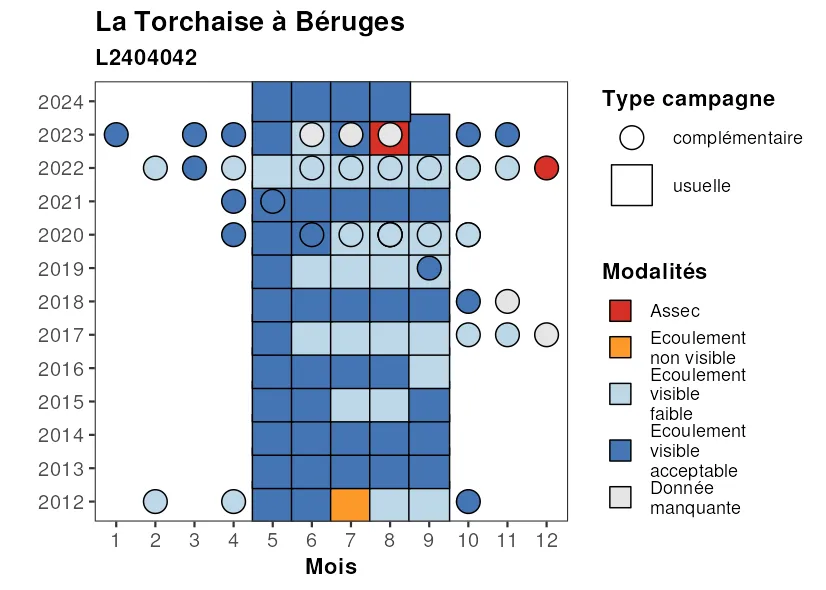 La Torchaise à Béruges
L2404042
2024
2023
2022
2021
2020
2019
2018
2017
2016
2015
2014
2013
2012
1 2 3 4 5 6 7 8 9 10 11 12
Mois
Type campagne
complémentaire
usuelle
Modalités
Assec
Ecoulement
non visible
Ecoulement
visible
faible
Ecoulement
visible
acceptable
Donnée
manquante